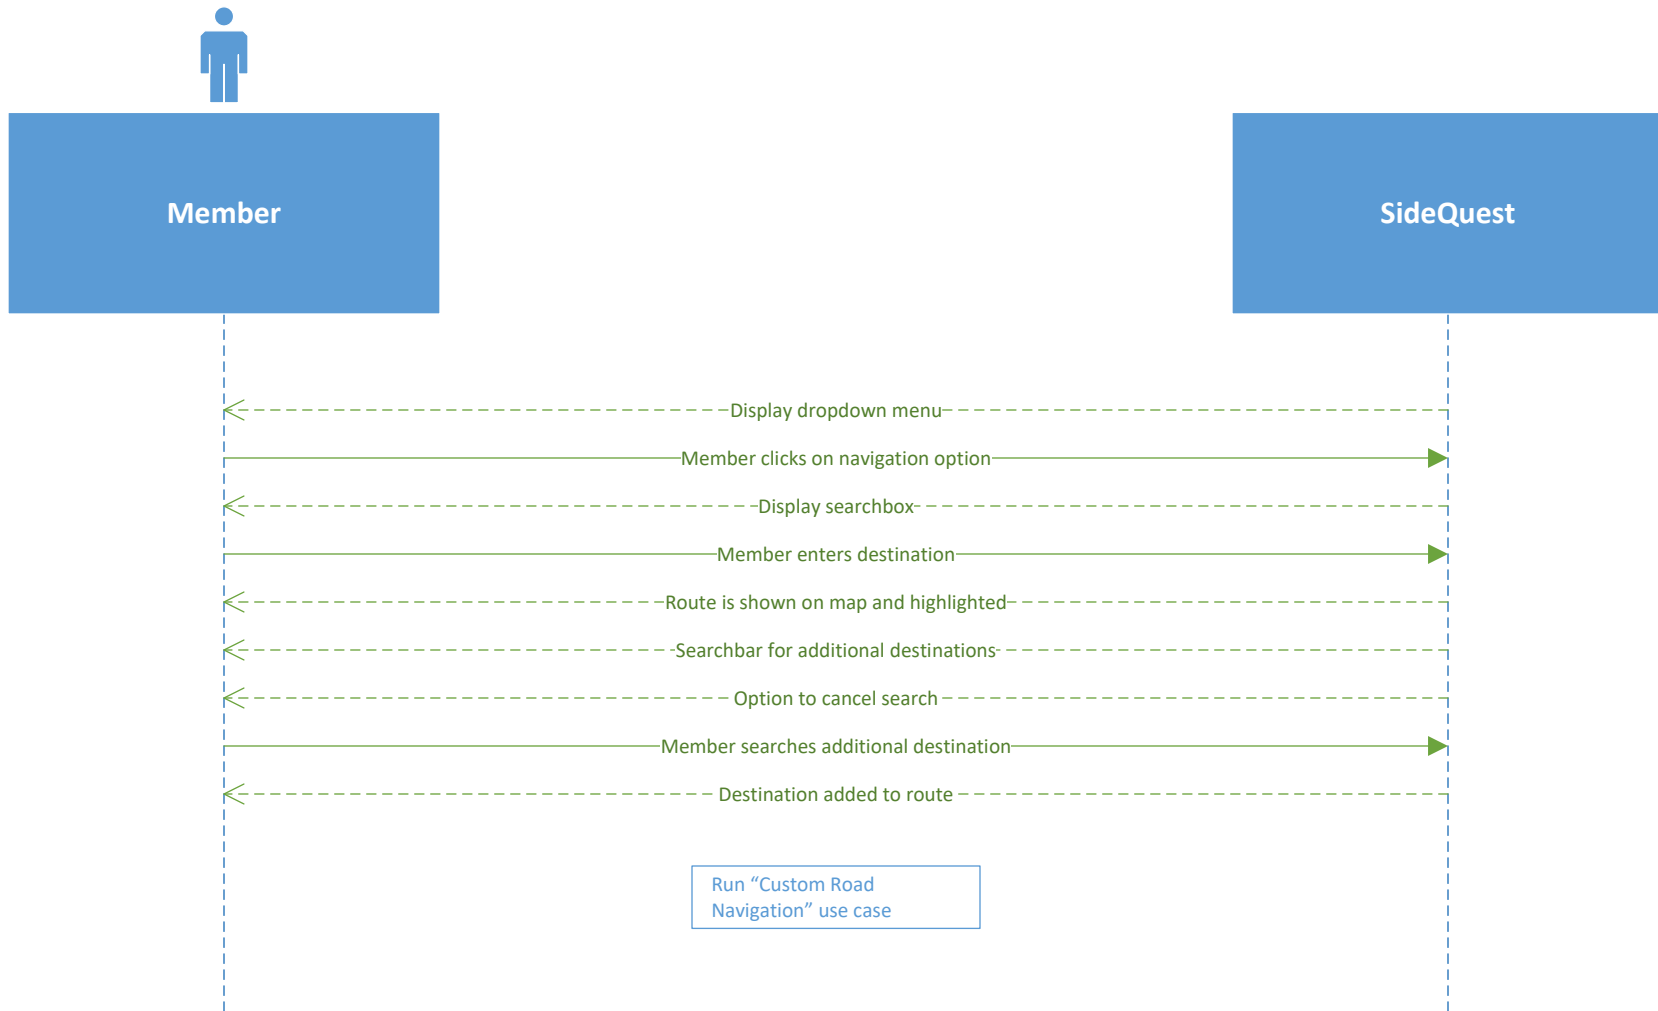 Member
SideQuest
Display dropdown menu
Member clicks on navigation option
Display searchbox
Member enters destination
Route is shown on map and highlighted
Searchbar for additional destinations
Option to cancel search
Member searches additional destination
Destination added to route
Run “Custom Road
Navigation” use case